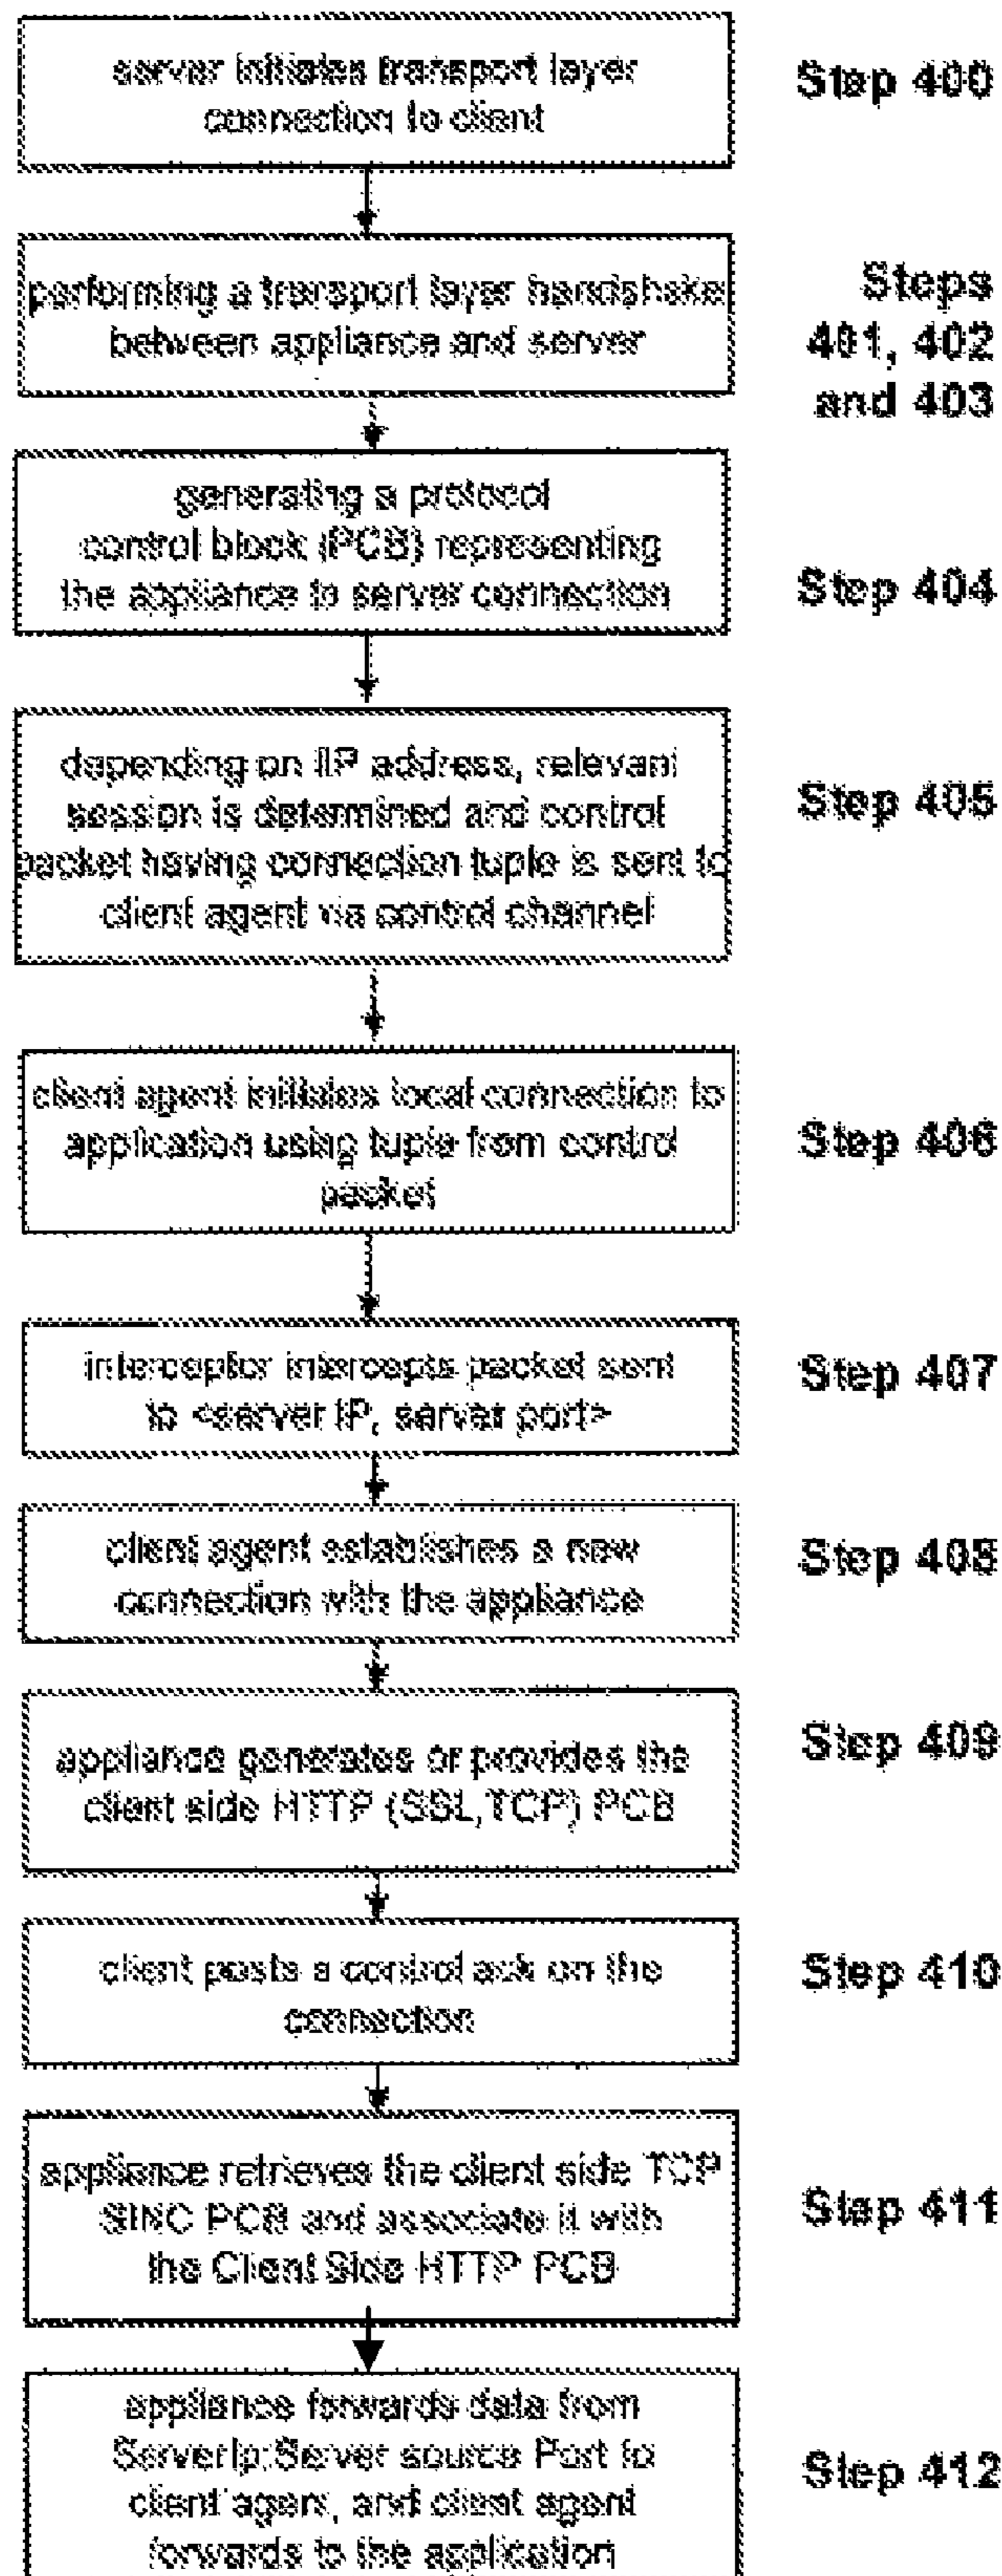 server initiates transport layer
connection to client
Step 400
performing a transport layer handshake
between appliance and server
Steps
401, 402
and 403
generating a protocol
control block (PCB) representing
the appliance to server connection
Step 404
depending on IIP address, relevant
session is determined and control
packet having connection tuple is sent to
client agent via control channel
Step 405
client agent initiates local connection to
application using tuple from control
packet
Step 406
interceptor intercepts packet sent
to <server IP, server port>
Step 407
client agent establishes a new
connection with the appliance
Step 408
appliance generates or provides the
client side HTTP (SSL,TCP) PCB
Step 409
client posts a control ack on the
connection
Step 410
appliance retrieves the client side TCP
SINC PCB and associate it with
the Client Side HTTP PCB
Step 411
appliance forwards data from
ServerIp:Server source Port to
client agent, and client agent
forwards to the application
Step 412